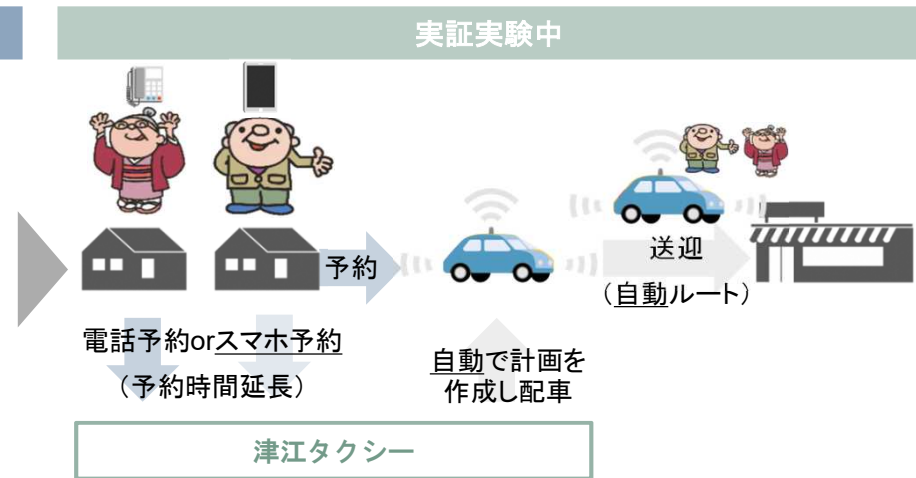 実証実験中
予約
送迎
（自動ルート）
電話予約orスマホ予約
（予約時間延長）
自動で計画を
作成し配車
津江タクシー